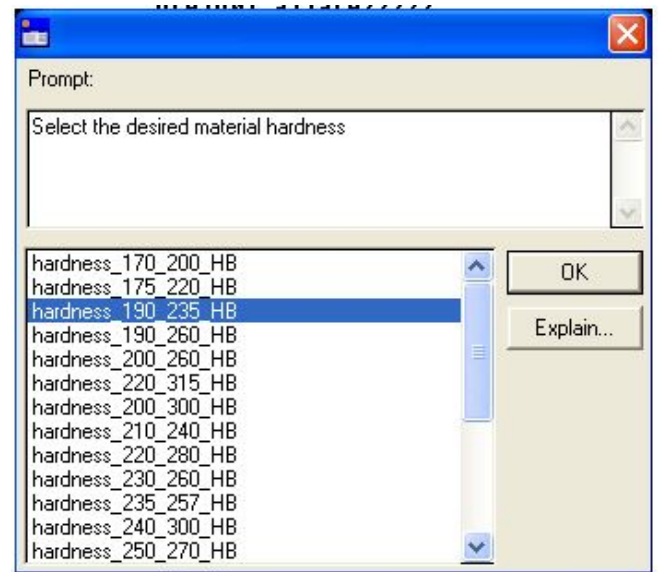 Prompt:
Select the desired material hardness
hardness_170_200_HB
hardness_175_220_HB
hardness_190_235_HB
hardness_190_260_HB
hardness_200_260_HB
hardness_220_315_HB
hardness_200_300_HB
hardness_210_240_HB
hardness_220_280_HB
hardness_230_260_HB
hardness_235_257_HB
hardness_240_300_HB
hardness_250_270_HB
OK
Explain...